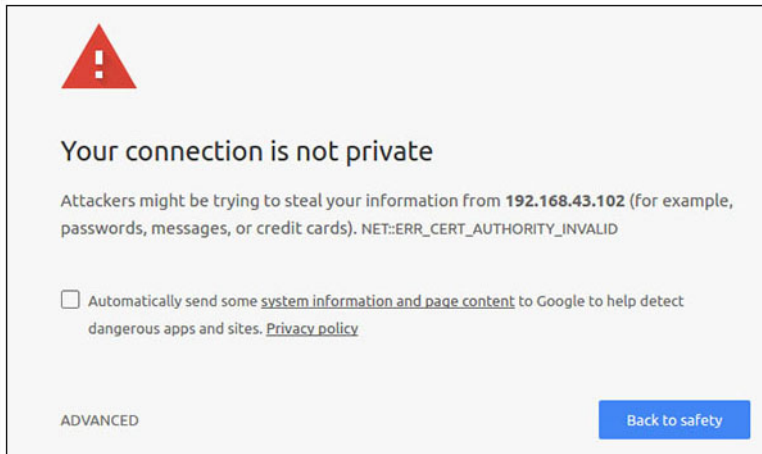 Your connection is not private
Attackers might be trying to steal your information from 192.168.43.102 (for example,
passwords, messages, or credit cards). NET::ERR_CERT_AUTHORITY_INVALID
Automatically send some system information and page content to Google to help detect
dangerous apps and sites. Privacy policy
ADVANCED
Back to safety